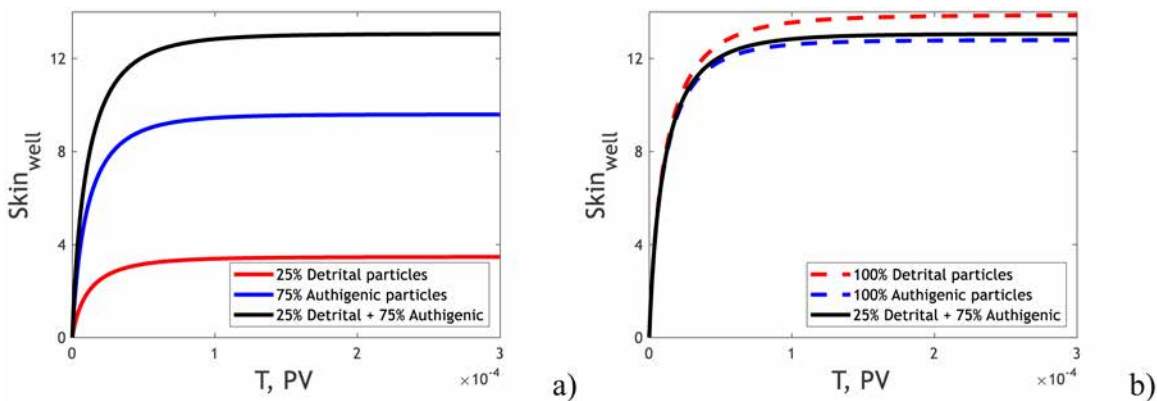 12
8
4
0
Skin_well
25% Detrital particles
75% Authigenic particles
25% Detrital + 75% Authigenic
0
1
2
3
T, PV
×10⁻⁴
a)
12
8
4
0
Skin_well
100% Detrital particles
100% Authigenic particles
25% Detrital + 75% Authigenic
0
1
2
3
T, PV
×10⁻⁴
b)